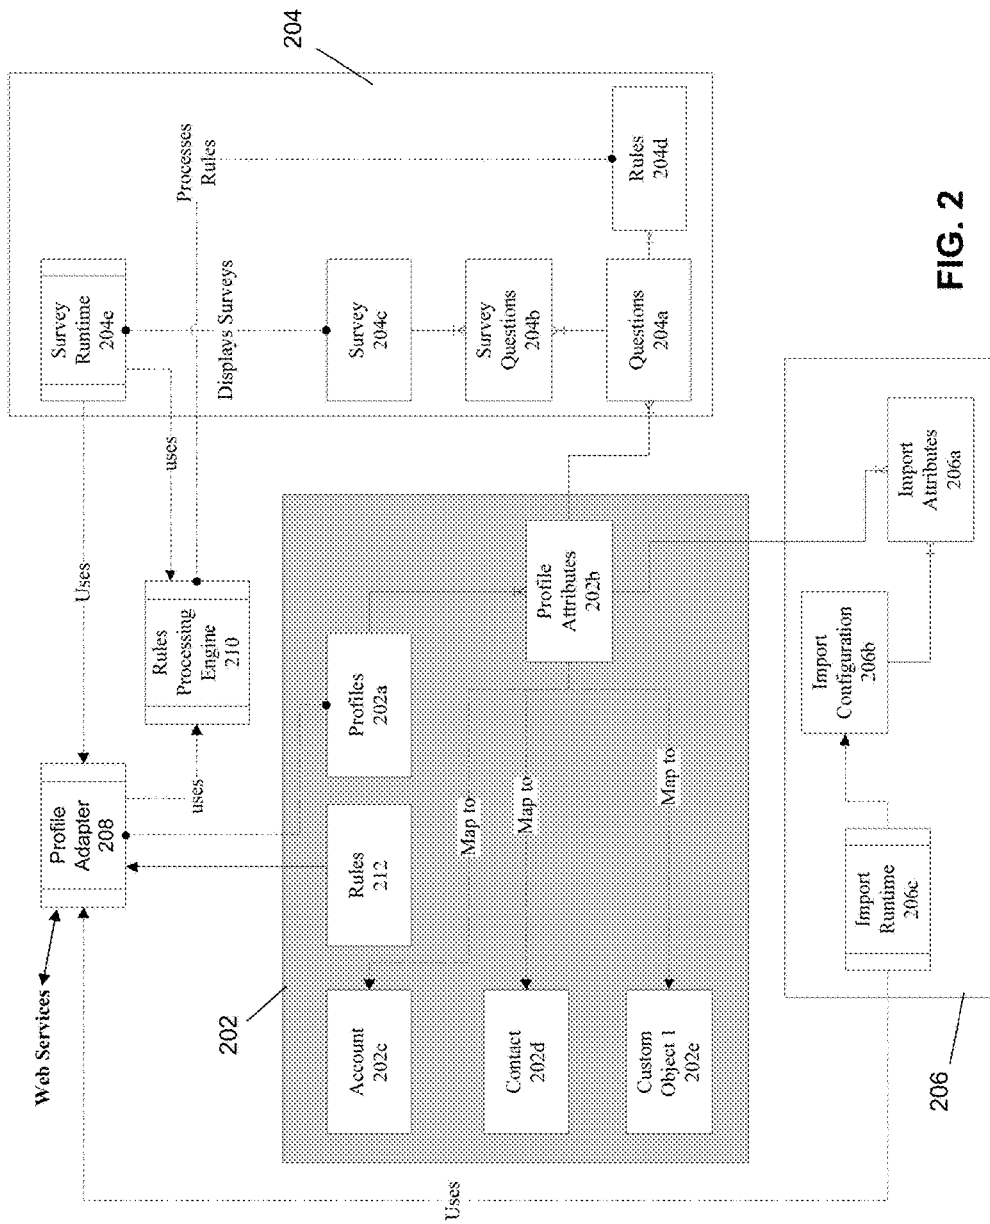 Web Services
Profile
Adapter
208
Uses
Survey
Runtime
204e
204
uses
uses
Rules
Processing
Engine
210
Processes
Rules
Displays Surveys
Survey
204c
Survey
Questions
204b
Questions
204a
Rules
204d
202
Account
202c
Rules
212
Profiles
202a
Contact
202d
Custom
Object 1
202e
Map to
Map to
Map to
Profile
Attributes
202b
Uses
206
Import
Runtime
206c
Import
Configuration
206b
Import
Attributes
206a
FIG. 2